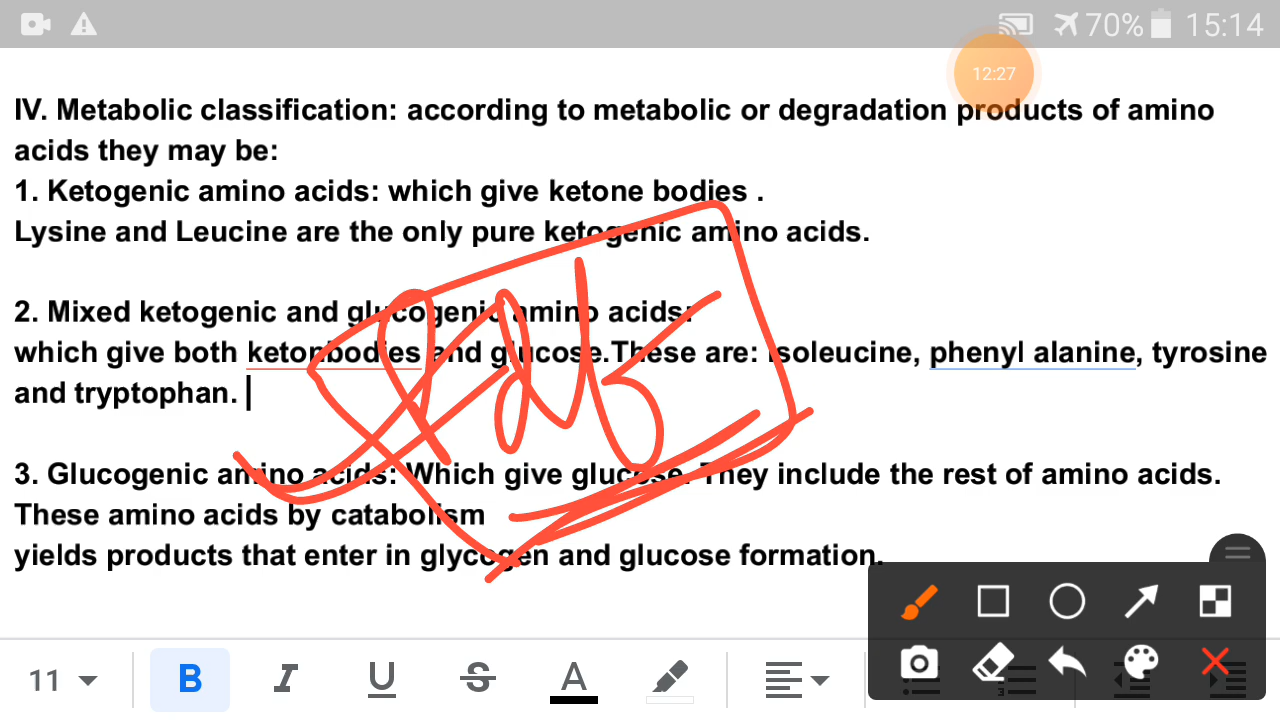 70% 15:14
12:27
IV. Metabolic classification: according to metabolic or degradation products of amino
acids they may be:
1. Ketogenic amino acids: which give ketone bodies .
Lysine and Leucine are the only pure ketogenic amino acids.
2. Mixed ketogenic and glucogenic amino acids:
which give both ketonbodies and glucose.These are: isoleucine, phenyl alanine, tyrosine
and tryptophan.
3. Glucogenic amino acids: Which give glucose. They include the rest of amino acids.
These amino acids by catabolism
yields products that enter in glycogen and glucose formation.
11 B I U S A